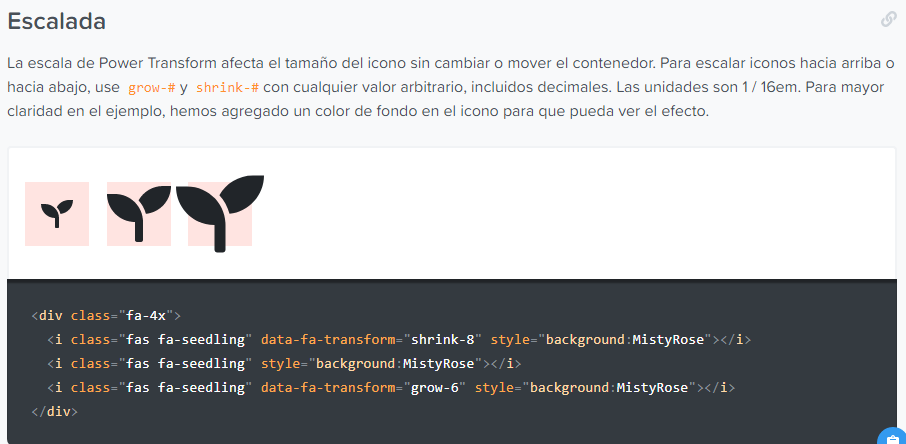 Escalada
La escala de Power Transform afecta el tamaño del icono sin cambiar o mover el contenedor. Para escalar iconos hacia arriba o
hacia abajo, use grow-# y shrink-# con cualquier valor arbitrario, incluidos decimales. Las unidades son 1 / 16em. Para mayor
claridad en el ejemplo, hemos agregado un color de fondo en el icono para que pueda ver el efecto.
<div class="fa-4x">
  <i class="fas fa-seedling" data-fa-transform="shrink-8" style="background:MistyRose"></i>
  <i class="fas fa-seedling" style="background:MistyRose"></i>
  <i class="fas fa-seedling" data-fa-transform="grow-6" style="background:MistyRose"></i>
</div>